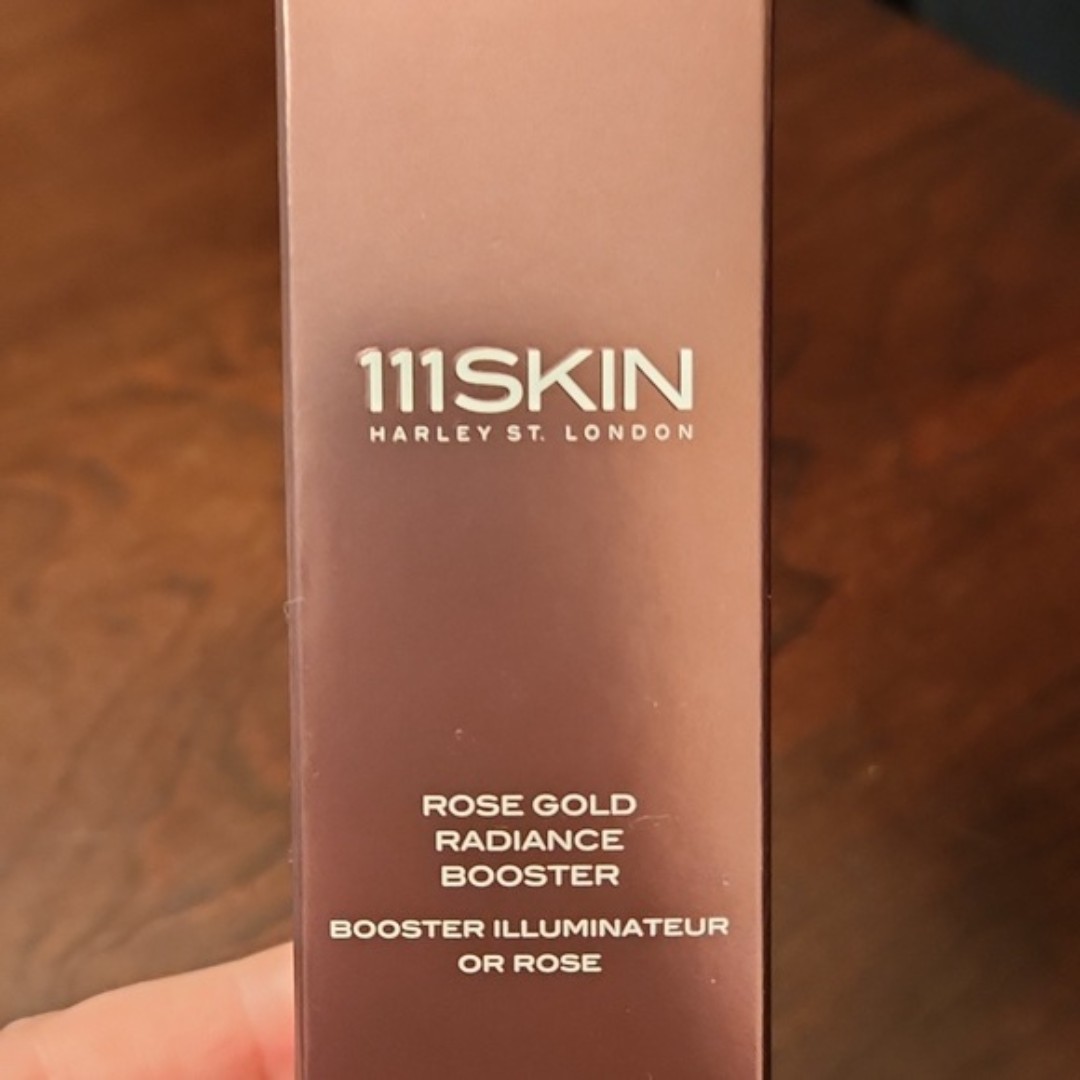 111SKIN
HARLEY ST. LONDON
ROSE GOLD
RADIANCE
BOOSTER
BOOSTER ILLUMINATEUR
OR ROSE